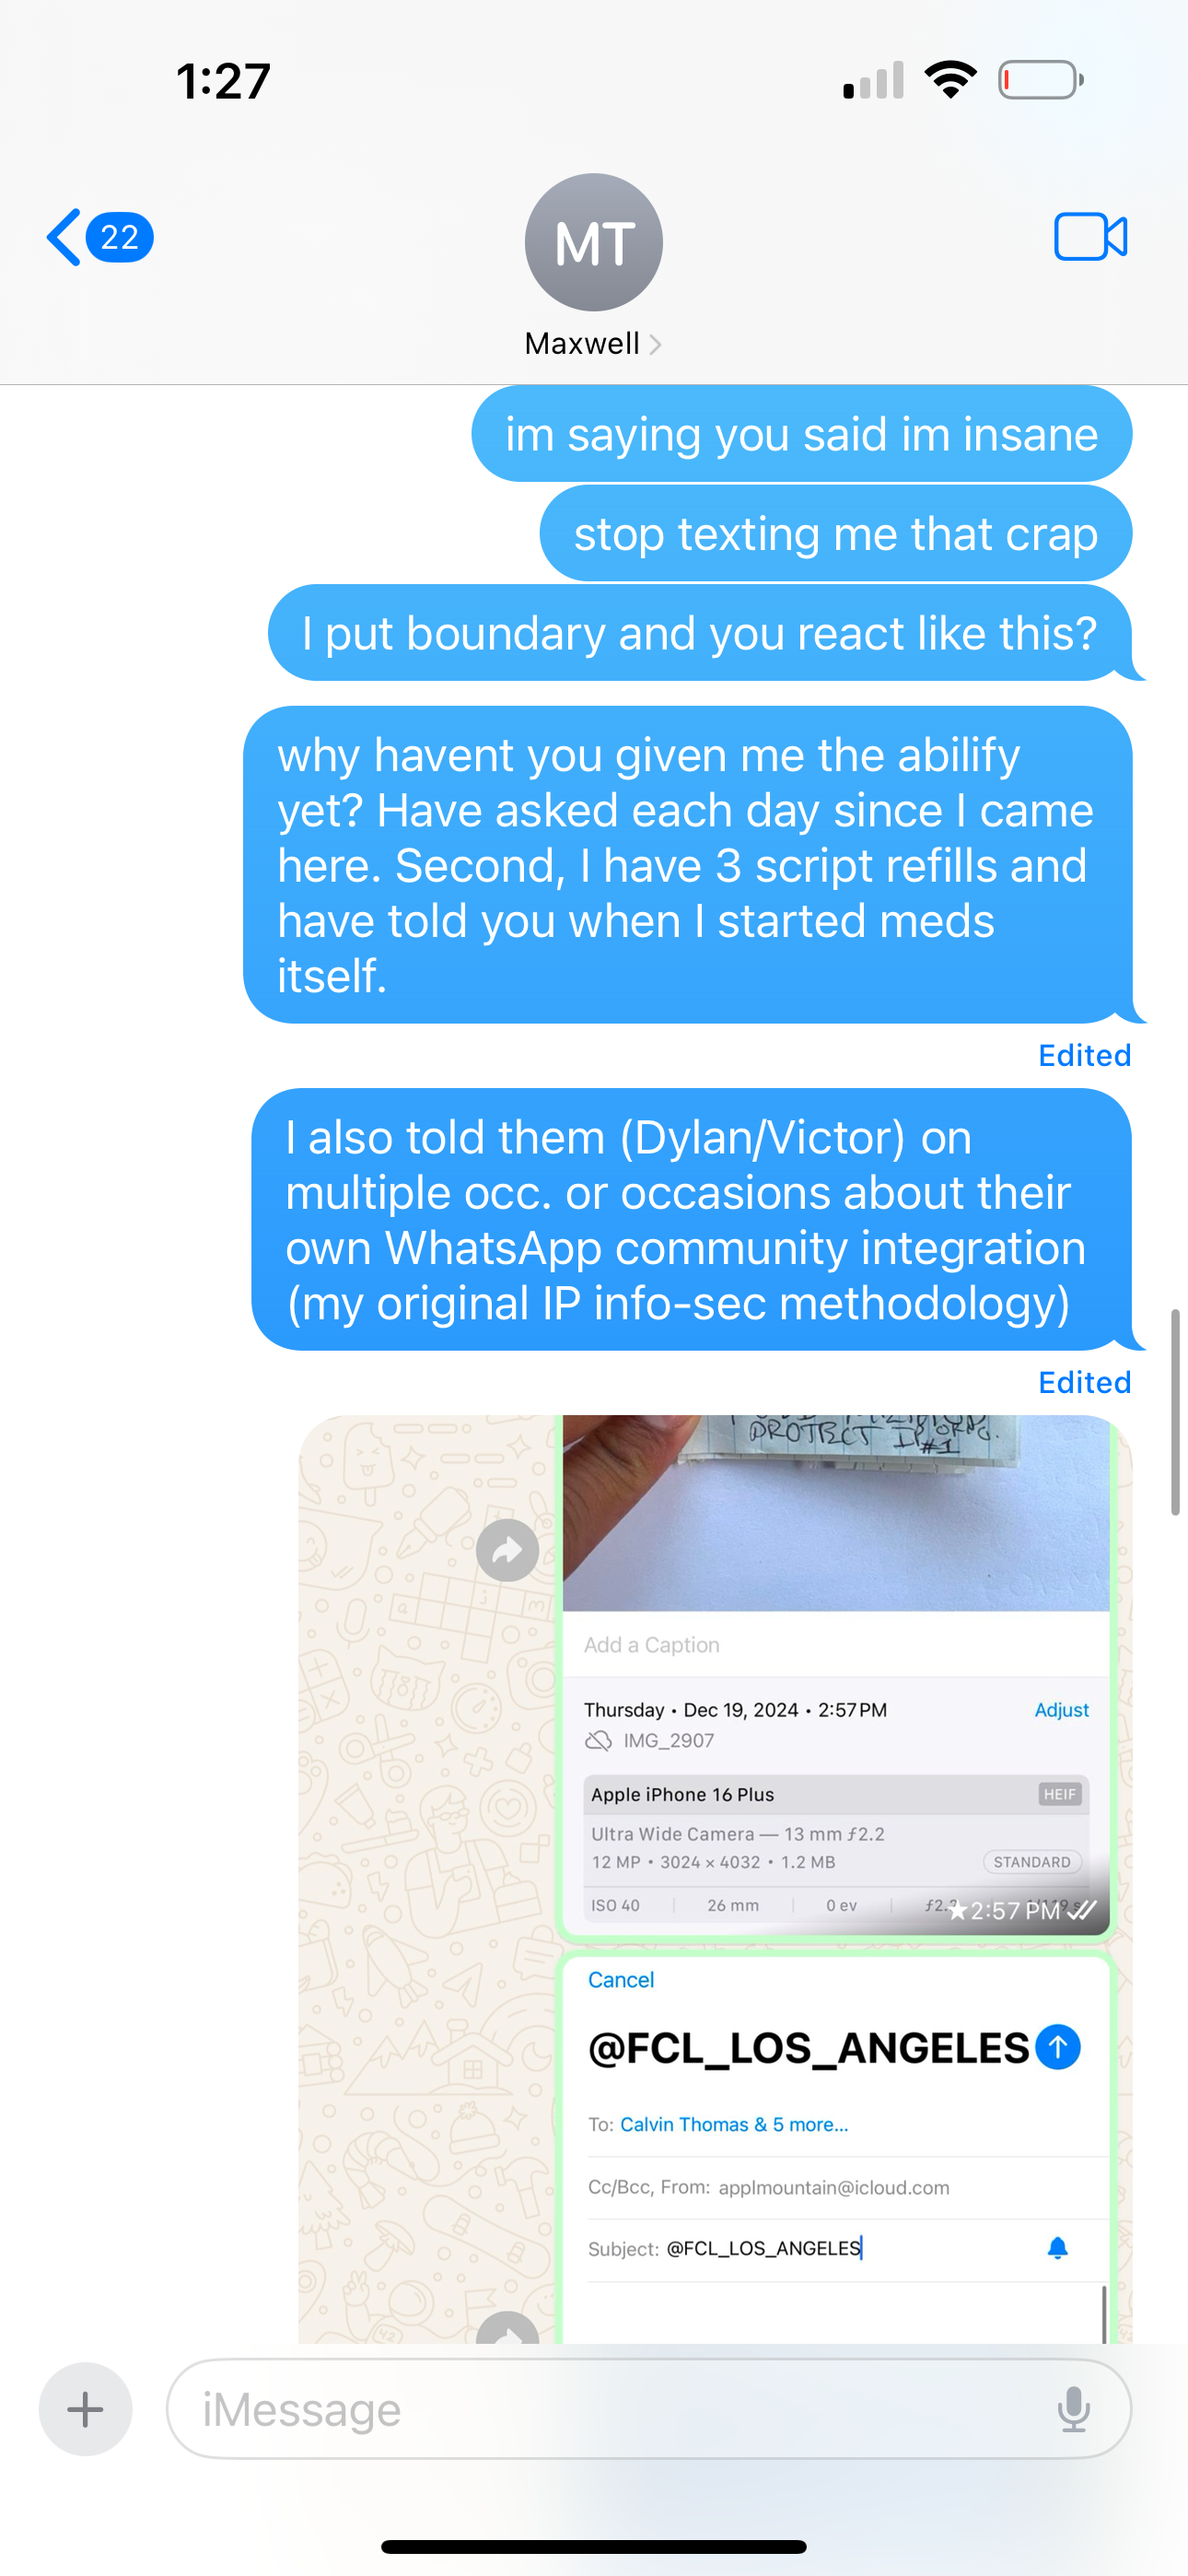 1:27
22
MT
Maxwell
im saying you said im insane
stop texting me that crap
I put boundary and you react like this?
why havent you given me the abilify
yet? Have asked each day since I came
here. Second, I have 3 script refills and
have told you when I started meds
itself.
Edited
I also told them (Dylan/Victor) on
multiple occ. or occasions about their
own WhatsApp community integration
(my original IP info-sec methodology)
Edited
PROTECT IP
#1
Add a Caption
Thursday • Dec 19, 2024 • 2:57 PM
Adjust
IMG_2907
Apple iPhone 16 Plus
HEIF
Ultra Wide Camera — 13 mm ƒ2.2
12 MP • 3024 × 4032 • 1.2 MB
STANDARD
ISO 40
26 mm
0 ev
2:57 PM
Cancel
@FCL_LOS_ANGELES
To: Calvin Thomas & 5 more...
Cc/Bcc, From: applmountain@icloud.com
Subject: @FCL_LOS_ANGELES
iMessage